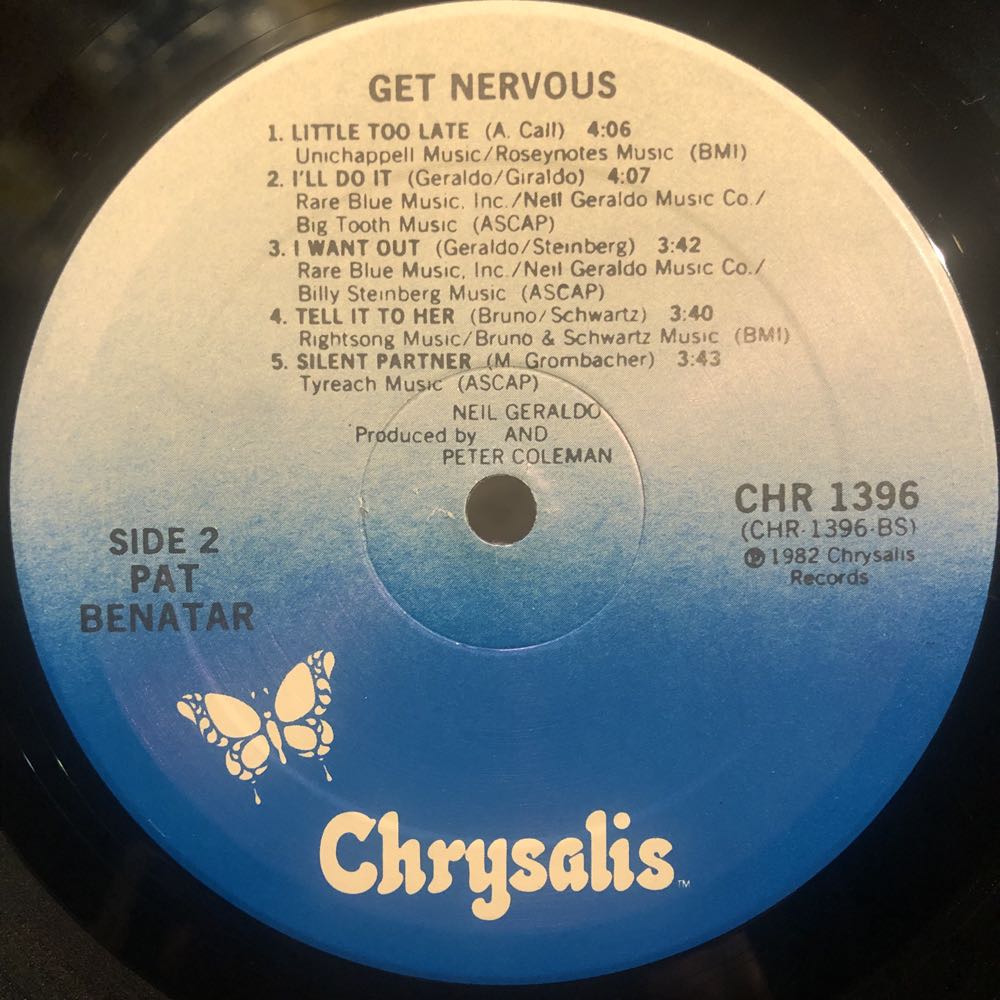 GET NERVOUS
1. LITTLE TOO LATE (A. Call) 4:06
Unichappell Music/Roseynotes Music (BMI)
2. I'LL DO IT (Geraldo/Giraldo) 4:07
Rare Blue Music, Inc./Neil Geraldo Music Co./
Big Tooth Music (ASCAP)
3. I WANT OUT (Geraldo/Steinberg) 3:42
Rare Blue Music, Inc./Neil Geraldo Music Co./
Billy Steinberg Music (ASCAP)
4. TELL IT TO HER (Bruno/Schwartz) 3:40
Rightsong Music/Bruno & Schwartz Music (BMI)
5. SILENT PARTNER (M. Grombacher) 3:43
Tyreach Music (ASCAP)
NEIL GERALDO
Produced by AND
PETER COLEMAN
CHR 1396
(CHR-1396-BS)
℗ 1982 Chrysalis
Records
SIDE 2
PAT
BENATAR
Chrysalis™